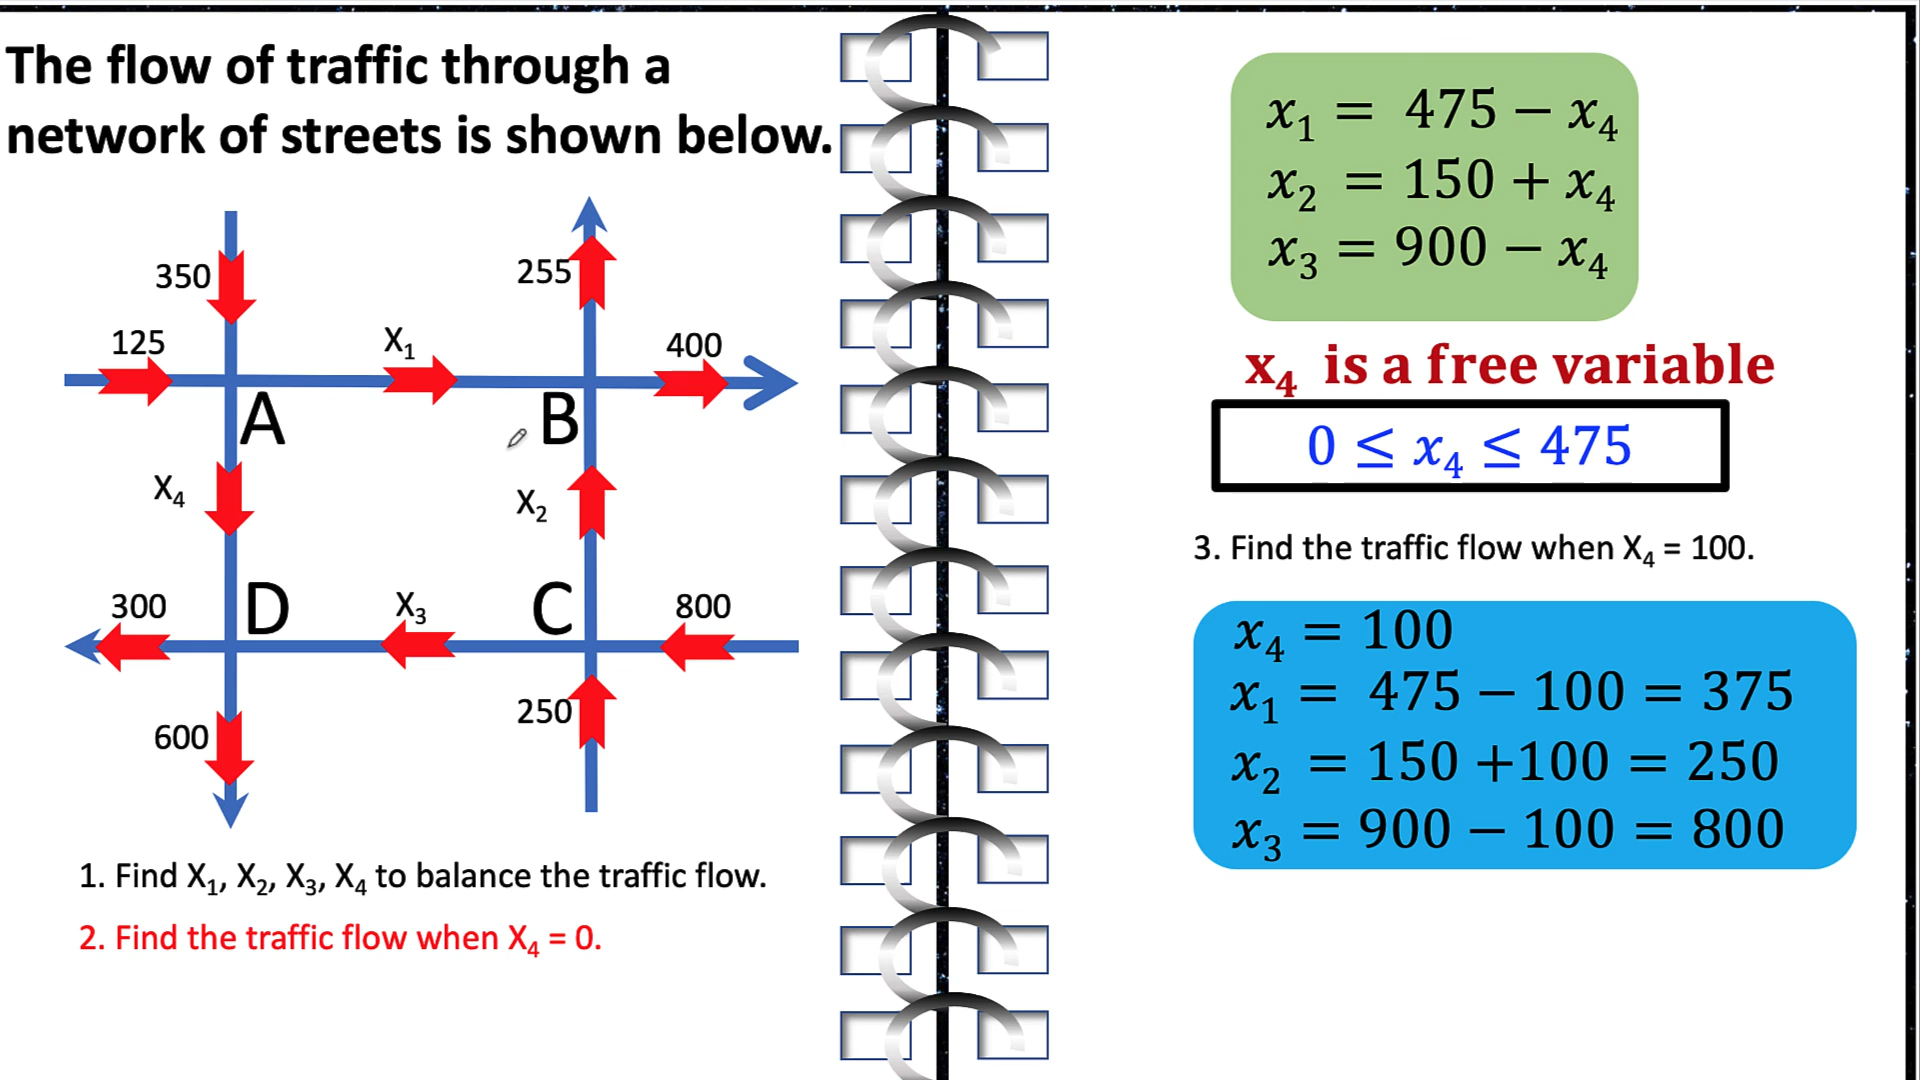 The flow of traffic through a
network of streets is shown below.
350
255
125
X₁
400
A
B
X₄
X₂
300
D
X₃
C
800
600
250
1. Find X₁, X₂, X₃, X₄ to balance the traffic flow.
2. Find the traffic flow when X₄ = 0.
x₁ = 475 − x₄
x₂ = 150 + x₄
x₃ = 900 − x₄
x₄ is a free variable
0 ≤ x₄ ≤ 475
3. Find the traffic flow when X₄ = 100.
x₄ = 100
x₁ = 475 − 100 = 375
x₂ = 150 +100 = 250
x₃ = 900 − 100 = 800